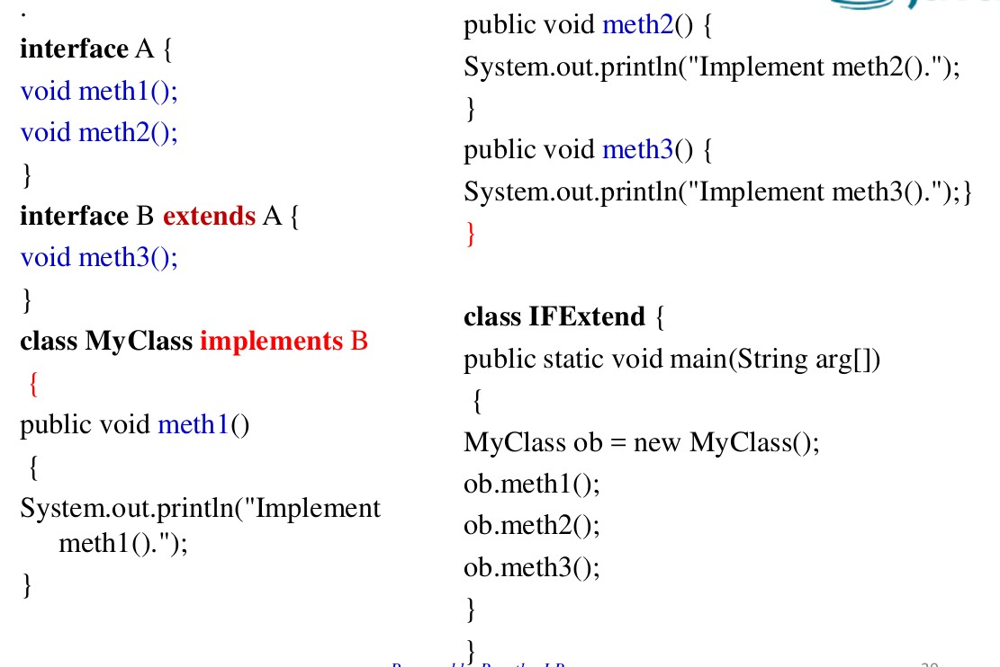 .
interface A {
void meth1();
void meth2();
}
interface B extends A {
void meth3();
}
class MyClass implements B
{
public void meth1()
{
System.out.println("Implement
meth1().");
}
public void meth2() {
System.out.println("Implement meth2().");
}
public void meth3() {
System.out.println("Implement meth3().");}
}
class IFExtend {
public static void main(String arg[])
{
MyClass ob = new MyClass();
ob.meth1();
ob.meth2();
ob.meth3();
}
}